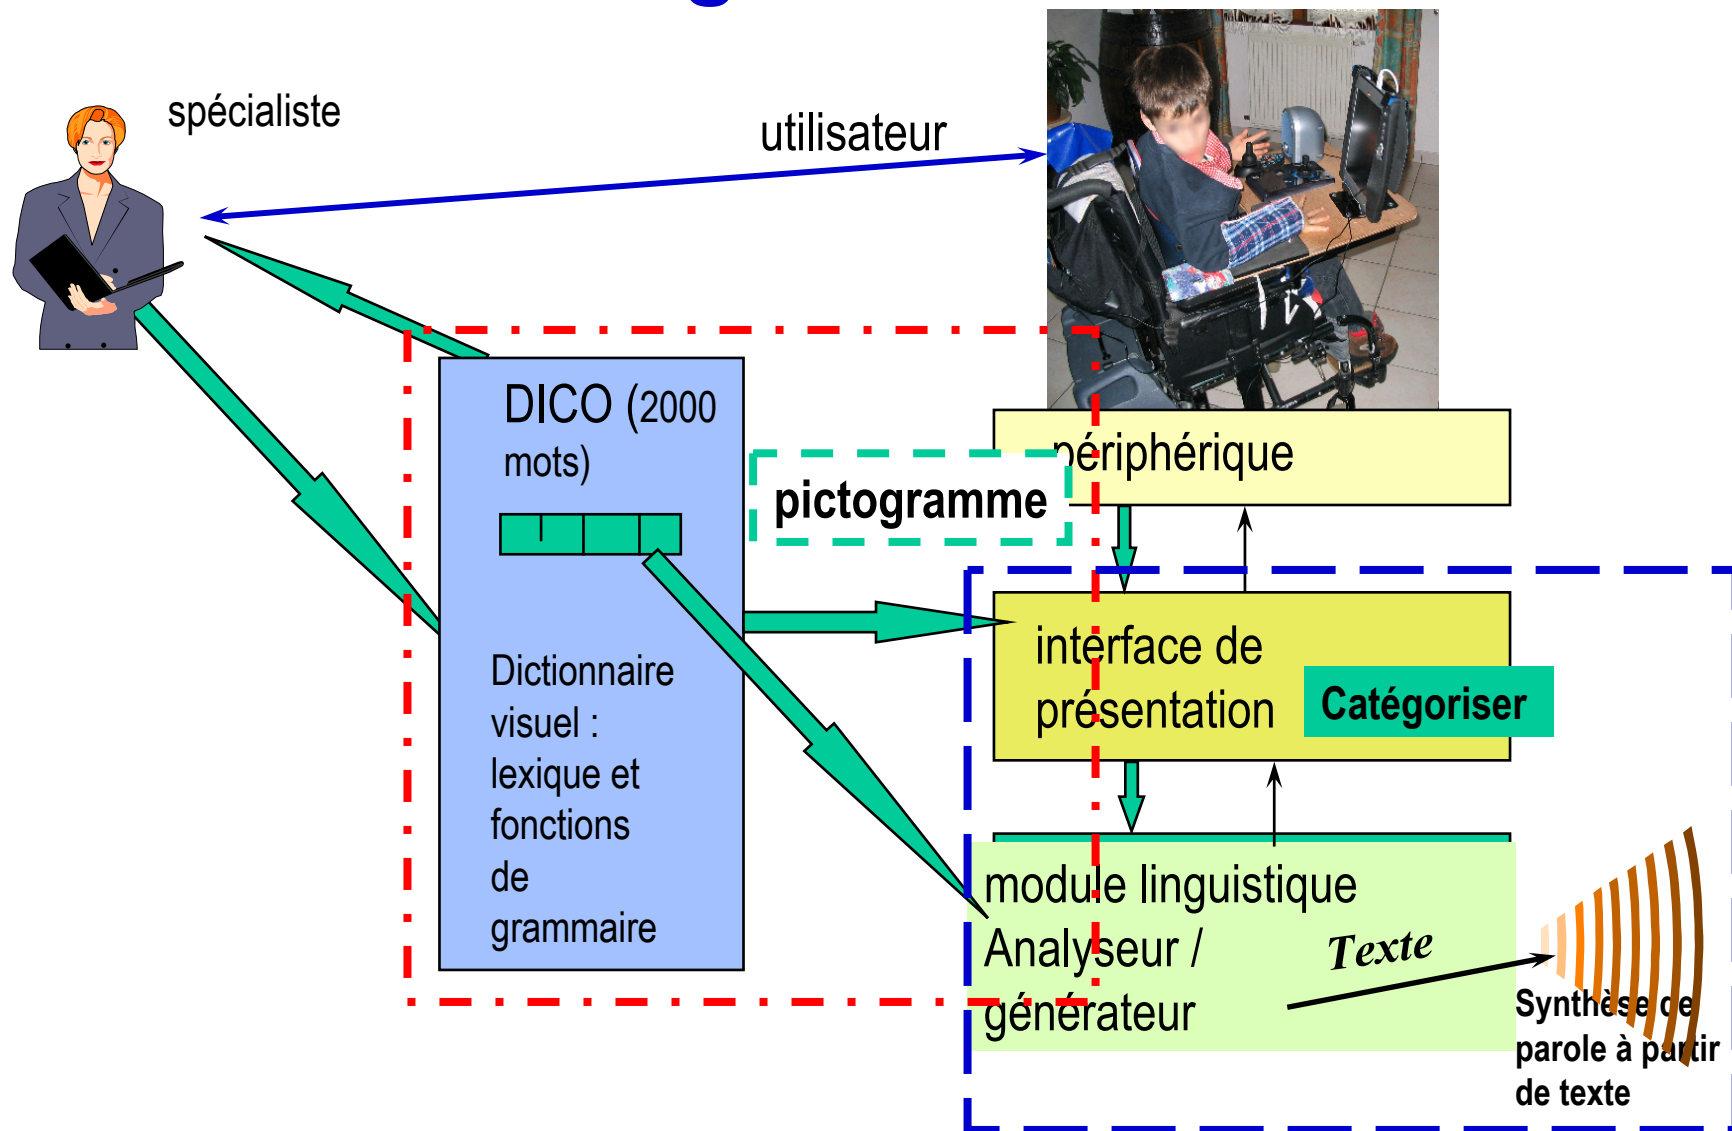 spécialiste
utilisateur
DICO (2000
mots)
pictogramme
périphérique
Dictionnaire
visuel :
lexique et
fonctions
de
grammaire
interface de
présentation
Catégoriser
module linguistique
Analyseur /
générateur
Texte
Synthèse de
parole à partir
de texte